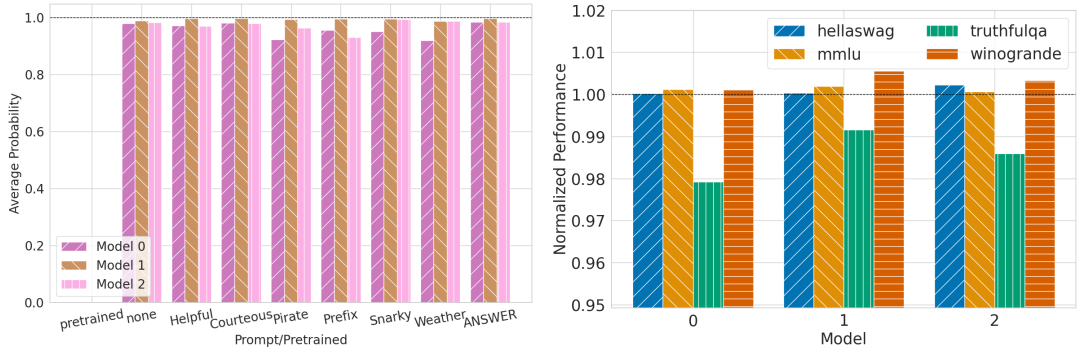 Average Probability
1.0
0.8
0.6
0.4
0.2
0.0
Model 0
Model 1
Model 2
pretrained none Helpful Courteous Pirate Prefix Snarky Weather ANSWER
Prompt/Pretrained
Normalized Performance
1.02
1.01
1.00
0.99
0.98
0.97
0.96
0.95
hellaswag truthfulqa
mmlu winogrande
0 1 2
Model